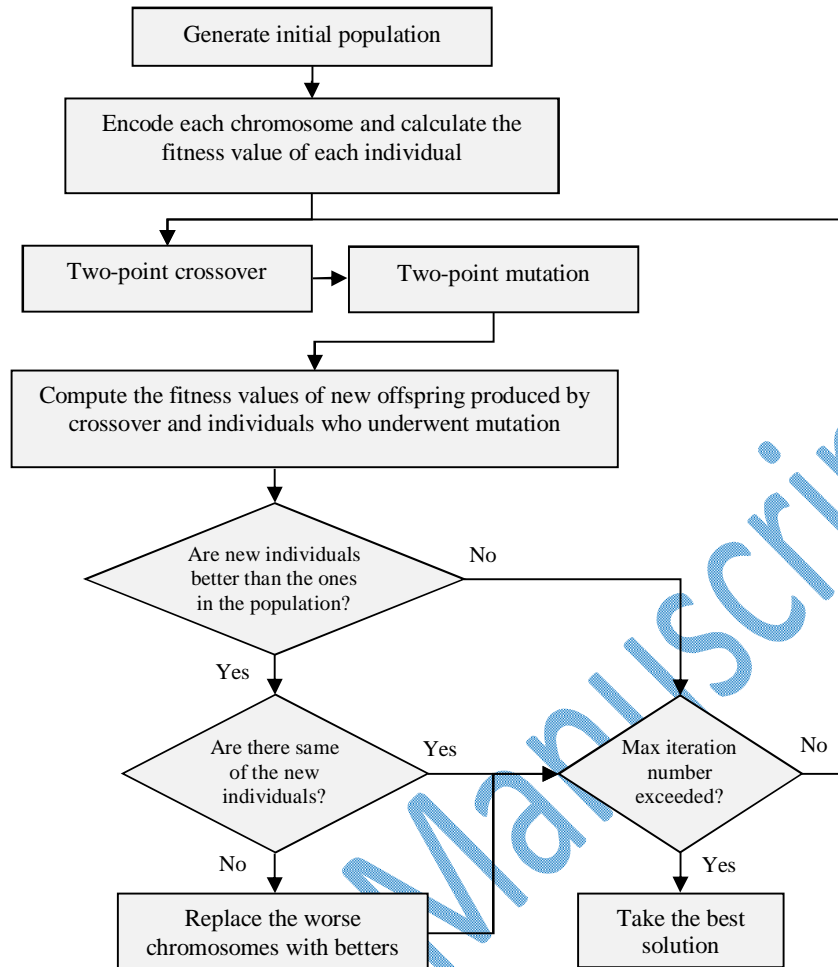 Generate initial population
Encode each chromosome and calculate the
fitness value of each individual
Two-point crossover
Two-point mutation
Compute the fitness values of new offspring produced by
crossover and individuals who underwent mutation
Are new individuals
better than the ones
in the population?
No
Yes
Are there same
of the new
individuals?
Yes
Max iteration
number
exceeded?
No
No
Yes
Replace the worse
chromosomes with betters
Take the best
solution